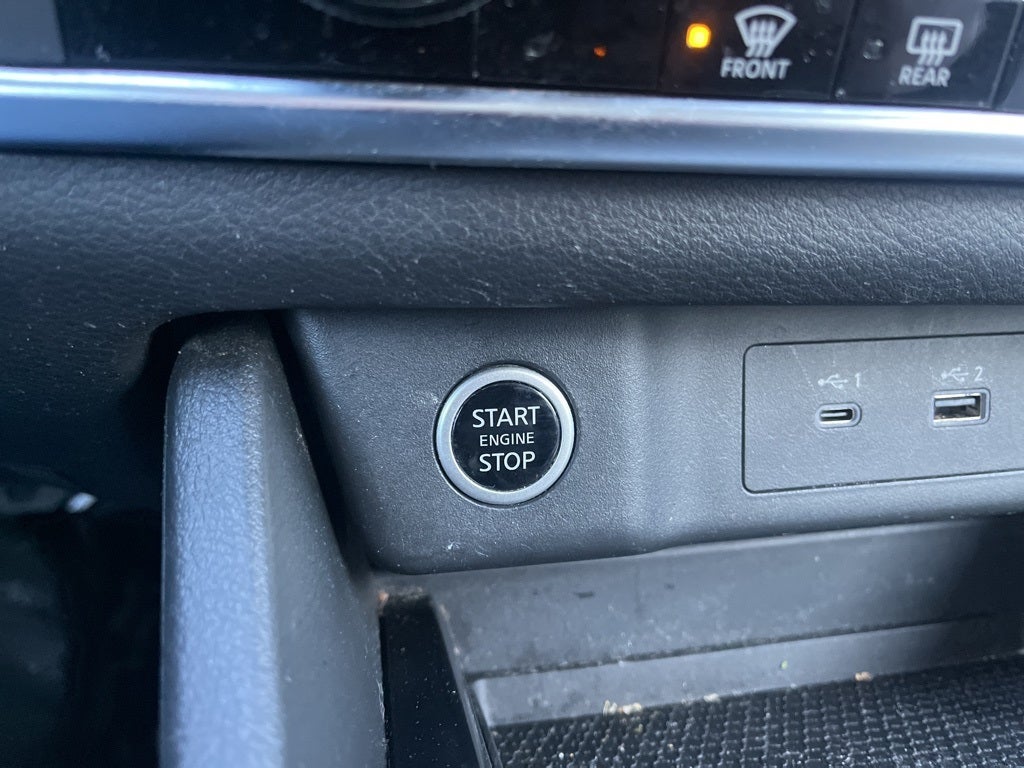 FRONT
REAR
START
ENGINE
STOP
1
2